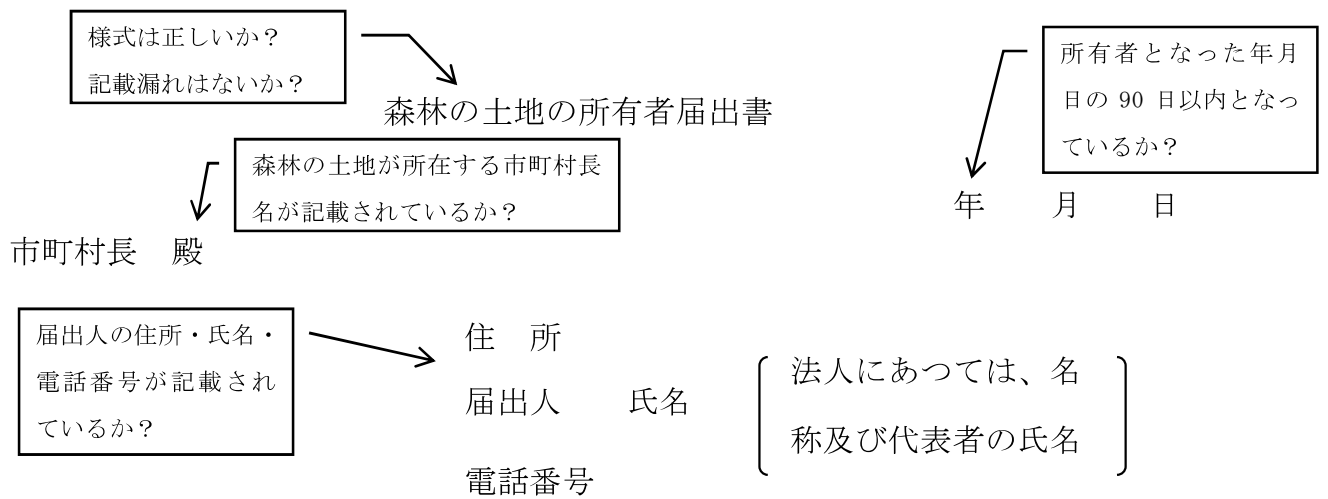 様式は正しいか？
記載漏れはないか？
所有者となった年月
日の 90 日以内となっ
ているか？
森林の土地の所有者届出書
森林の土地が所在する市町村長
名が記載されているか？
年　　月　　日
市町村長　殿
届出人の住所・氏名・
電話番号が記載され
ているか？
住　所
届出人　　氏名
法人にあつては、名
称及び代表者の氏名
電話番号